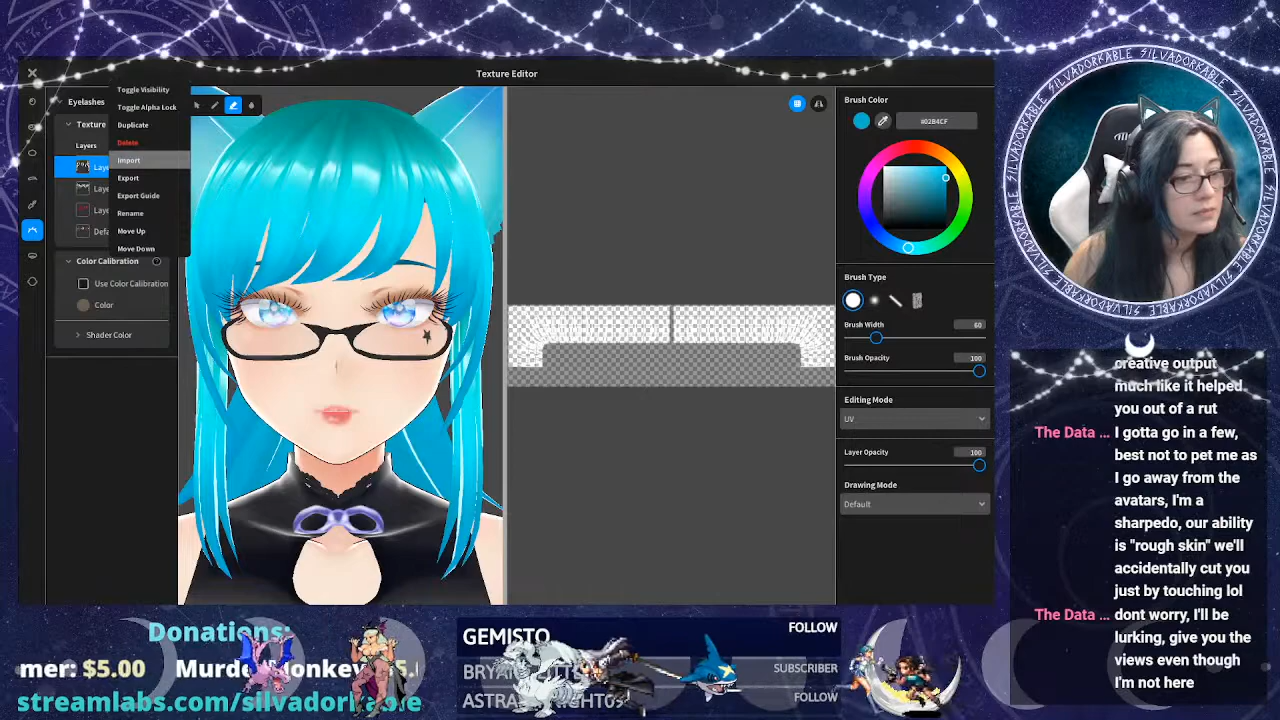 Texture Editor
Eyelashes
Texture
Layers
Laye
Lay
Lay
Defa
Toggle Visibility
Toggle Alpha Lock
Duplicate
Delete
Import
Export
Export Guide
Rename
Move Up
Move Down
Color Calibration
Use Color Calibration
Color
Shader Color
Brush Color
#02B4CF
Brush Type
Brush Width
60
Brush Opacity
100
Editing Mode
UV
Layer Opacity
100
Drawing Mode
Default
SILVADORKABLE
creative output
much like it helped
you out of a rut
The Data ... I gotta go in a few,
best not to pet me as
I go away from the
avatars, I'm a
sharpedo, our ability
is "rough skin" we'll
accidentally cut you
just by touching lol
The Data ... dont worry, I'll be
lurking, give you the
views even though
I'm not here
Donations:
mer: $5.00
streamlabs.com/silvadorkable
GEMISTO
FOLLOW
SUBSCRIBER
FOLLOW